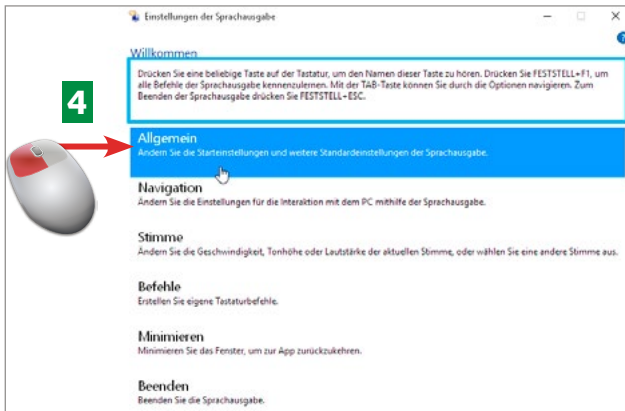 Einstellungen der Sprachausgabe
Willkommen
Drücken Sie eine beliebige Taste auf der Tastatur, um den Namen dieser Taste zu hören. Drücken Sie FESTSTELL+F1, um
alle Befehle der Sprachausgabe kennenzulernen. Mit der TAB-Taste können Sie durch die Optionen navigieren. Zum
Beenden der Sprachausgabe drücken Sie FESTSTELL+ESC.
4
Allgemein
Ändern Sie die Starteinstellungen und weitere Standardeinstellungen der Sprachausgabe.
Navigation
Ändern Sie die Einstellungen für die Interaktion mit dem PC mithilfe der Sprachausgabe.
Stimme
Ändern Sie die Geschwindigkeit, Tonhöhe oder Lautstärke der aktuellen Stimme, oder wählen Sie eine andere Stimme aus.
Befehle
Erstellen Sie eigene Tastaturbefehle.
Minimieren
Minimieren Sie das Fenster, um zur App zurückzukehren.
Beenden
Beenden Sie die Sprachausgabe.